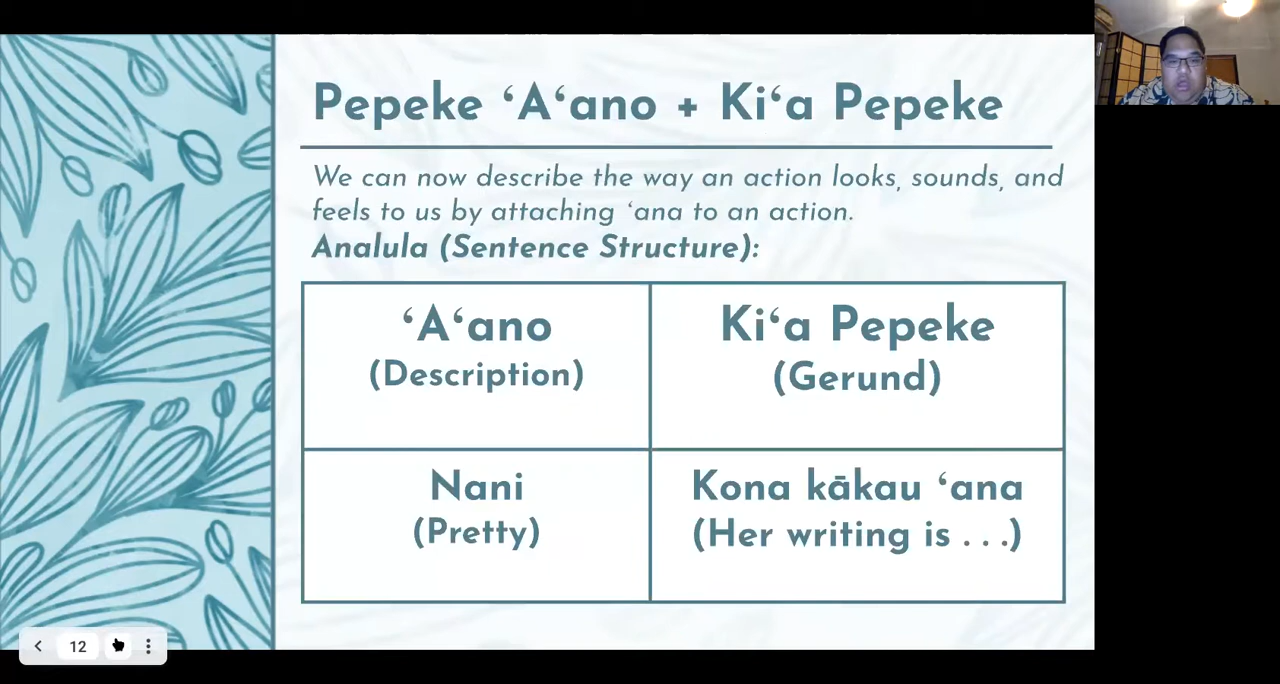 Pepeke ʻAʻano + Kiʻa Pepeke
We can now describe the way an action looks, sounds, and
feels to us by attaching ʻana to an action.
Analula (Sentence Structure):
ʻAʻano
(Description)
Kiʻa Pepeke
(Gerund)
Nani
(Pretty)
Kona kākau ʻana
(Her writing is . . .)
12